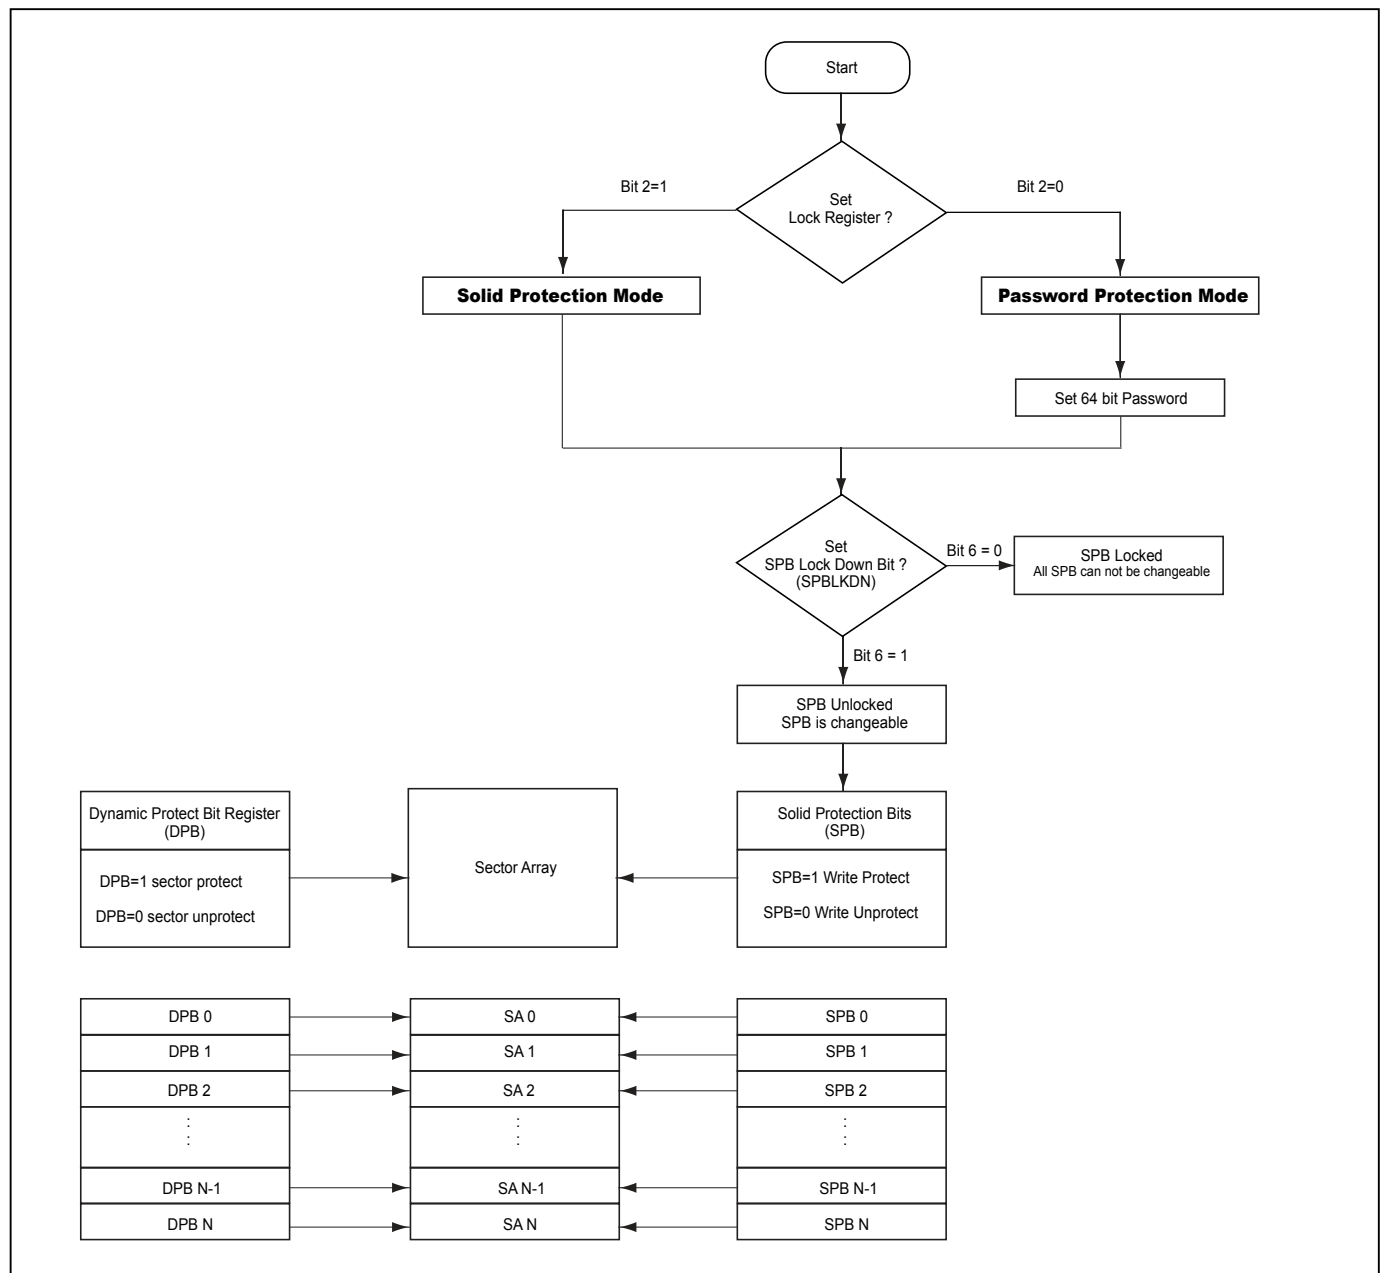 Start
Bit 2=1
Bit 2=0
Set
Lock Register ?
Solid Protection Mode
Password Protection Mode
Set 64 bit Password
Set
SPB Lock Down Bit ?
(SPBLKDN)
Bit 6 = 0
SPB Locked
All SPB can not be changeable
Bit 6 = 1
SPB Unlocked
SPB is changeable
Dynamic Protect Bit Register
(DPB)
DPB=1 sector protect
DPB=0 sector unprotect
Sector Array
Solid Protection Bits
(SPB)
SPB=1 Write Protect
SPB=0 Write Unprotect
DPB 0
SA 0
SPB 0
DPB 1
SA 1
SPB 1
DPB 2
SA 2
SPB 2
DPB N-1
SA N-1
SPB N-1
DPB N
SA N
SPB N